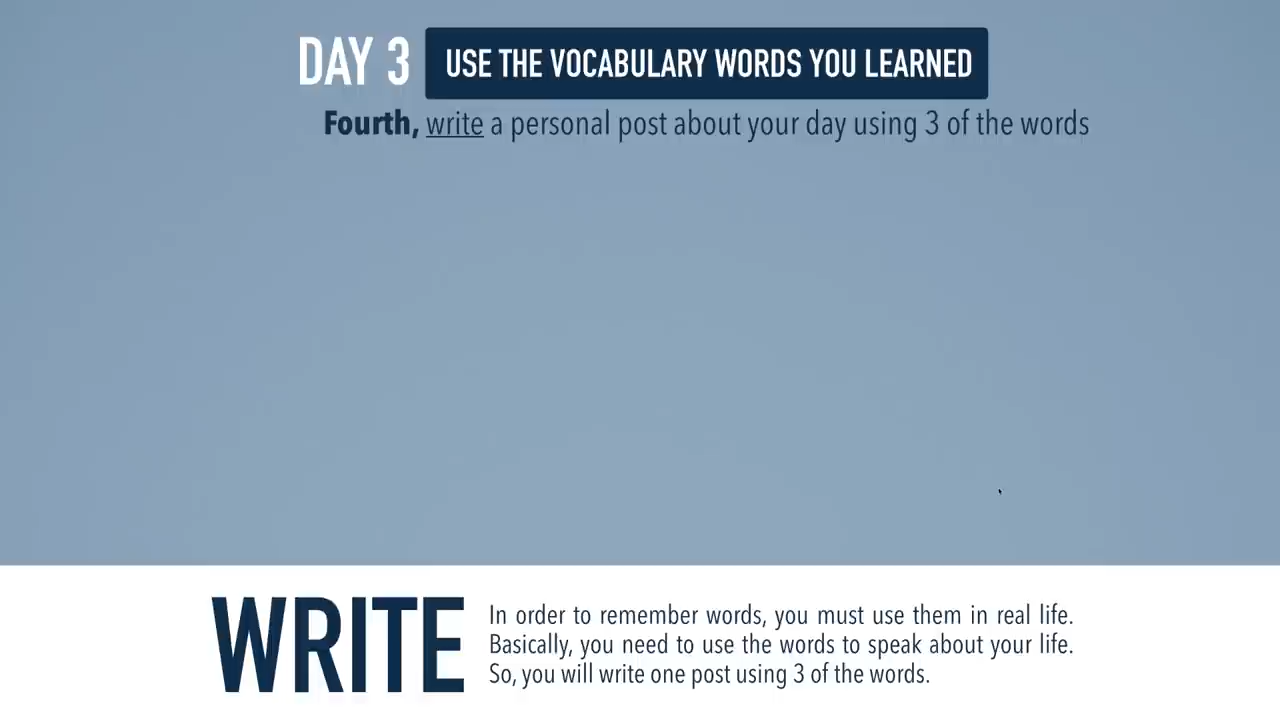 DAY 3 USE THE VOCABULARY WORDS YOU LEARNED
Fourth, write a personal post about your day using 3 of the words
WRITE
In order to remember words, you must use them in real life.
Basically, you need to use the words to speak about your life.
So, you will write one post using 3 of the words.